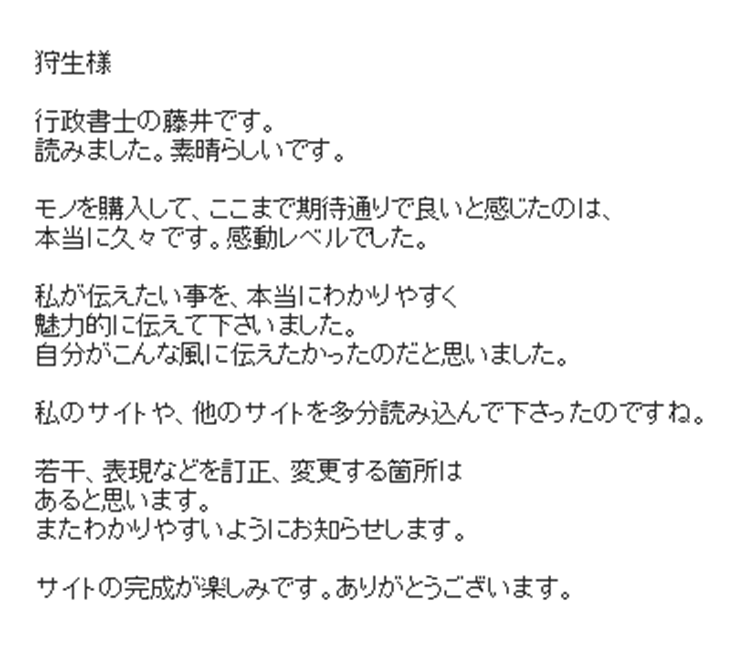 狩生様
行政書士の藤井です。
読みました。素晴らしいです。
モノを購入して、ここまで期待通りで良いと感じたのは、
本当に久々です。感動レベルでした。
私が伝えたい事を、本当にわかりやすく
魅力的に伝えて下さいました。
自分がこんな風に伝えたかったのだと思いました。
私のサイトや、他のサイトを多分読み込んで下さったのですね。
若干、表現などを訂正、変更する箇所は
あると思います。
またわかりやすいようにお知らせします。
サイトの完成が楽しみです。ありがとうございます。